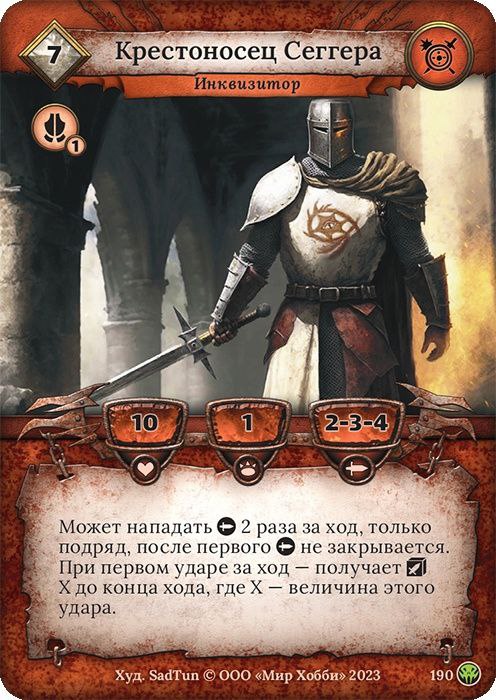 7
Крестоносец Сеггера
Инквизитор
1
10
1
2-3-4
Может нападать 2 раза за ход, только
подряд, после первого не закрывается.
При первом ударе за ход — получает
X до конца хода, где X — величина этого
удара.
Худ. SadTun © ООО «Мир Хобби» 2023
190